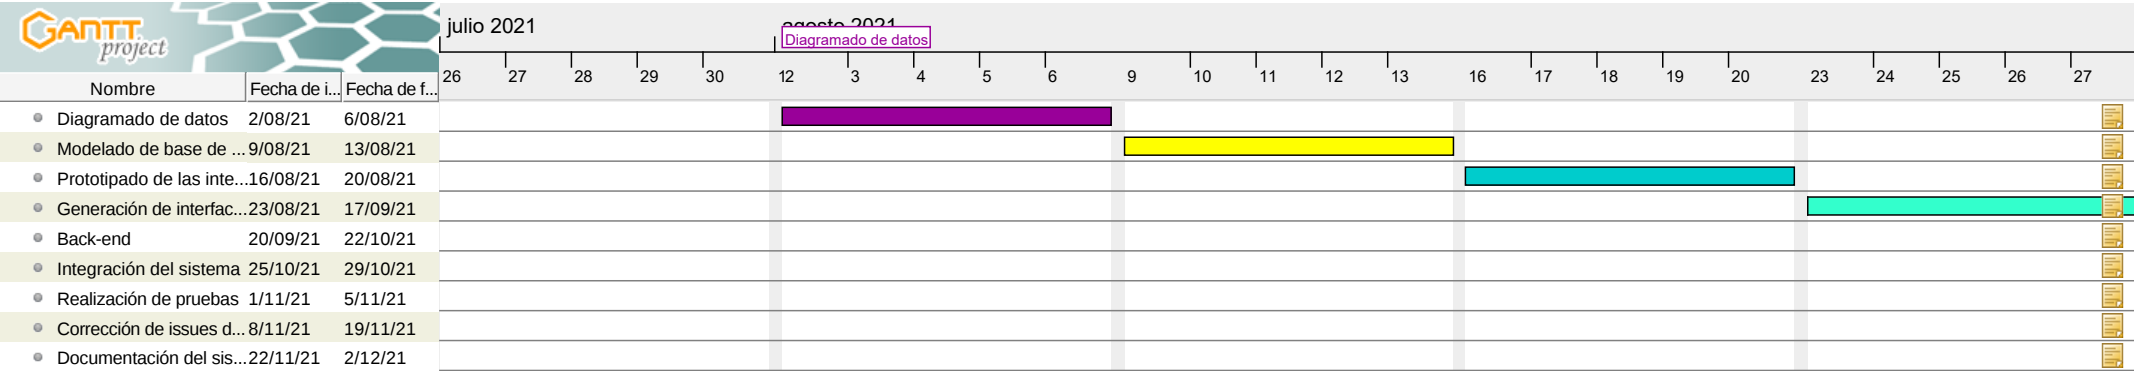 GANTT
project
julio 2021
agosto 2021
Diagramado de datos
26 27 28 29 30 12 3 4 5 6 9 10 11 12 13 16 17 18 19 20 23 24 25 26 27
Nombre Fecha de i... Fecha de f...
Diagramado de datos 2/08/21 6/08/21
Modelado de base de ... 9/08/21 13/08/21
Prototipado de las inte... 16/08/21 20/08/21
Generación de interfac... 23/08/21 17/09/21
Back-end 20/09/21 22/10/21
Integración del sistema 25/10/21 29/10/21
Realización de pruebas 1/11/21 5/11/21
Corrección de issues d... 8/11/21 19/11/21
Documentación del sis... 22/11/21 2/12/21